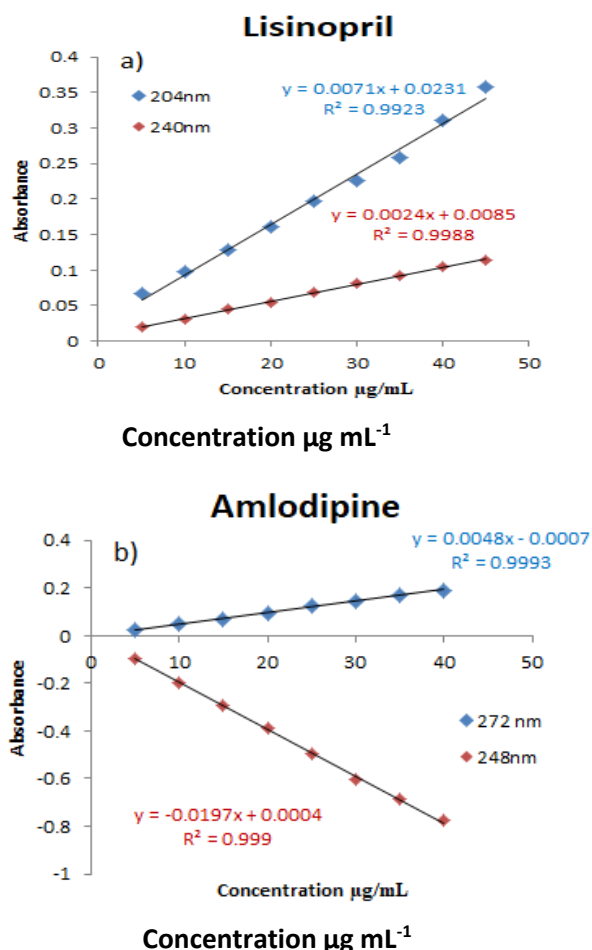 Lisinopril
a)
204nm
240nm
y = 0.0071x + 0.0231
R² = 0.9923
y = 0.0024x + 0.0085
R² = 0.9988
Absorbance
0.4
0.35
0.3
0.25
0.2
0.15
0.1
0.05
0
0 10 20 30 40 50
Concentration µg/mL
Concentration µg mL⁻¹
Amlodipine
b)
y = 0.0048x - 0.0007
R² = 0.9993
Absorbance
0.4
0.2
0
0 10 20 30 40 50
-0.2
-0.4
-0.6
-0.8
-1
272 nm
248nm
y = -0.0197x + 0.0004
R² = 0.999
Concentration µg/mL
Concentration µg mL⁻¹